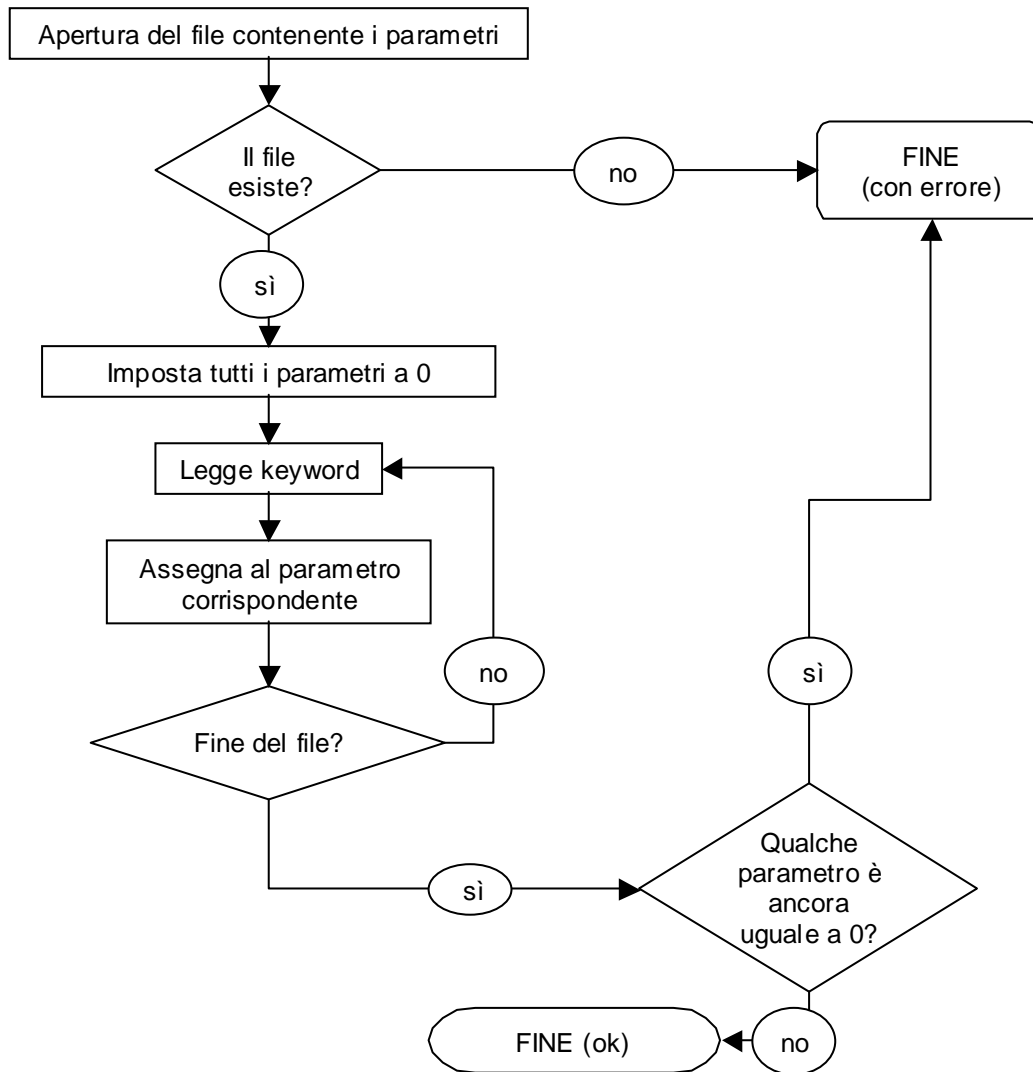 Apertura del file contenente i parametri
Il file
esiste?
no
FINE
(con errore)
sì
Imposta tutti i parametri a 0
Legge keyword
Assegna al parametro
corrispondente
no
sì
Fine del file?
Qualche
parametro è
ancora
uguale a 0?
sì
FINE (ok)
no